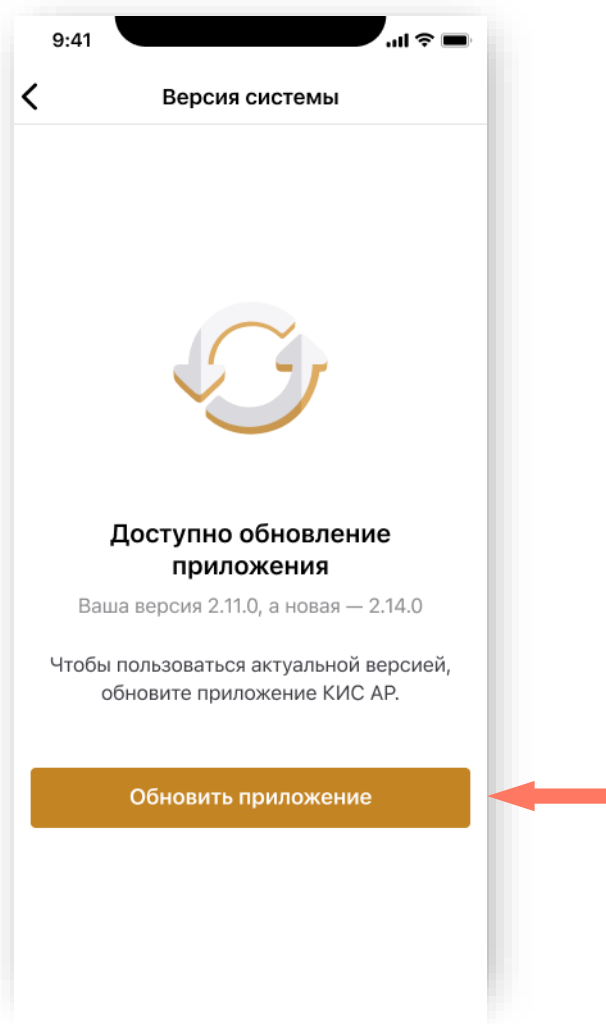 9:41
Версия системы
Доступно обновление
приложения
Ваша версия 2.11.0, а новая — 2.14.0
Чтобы пользоваться актуальной версией,
обновите приложение КИС АР.
Обновить приложение